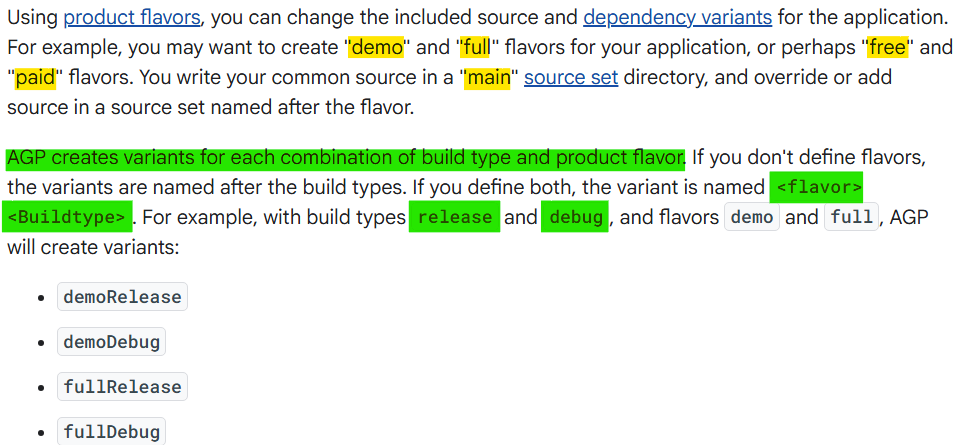 Using product flavors, you can change the included source and dependency variants for the application.
For example, you may want to create "demo" and "full" flavors for your application, or perhaps "free" and
"paid" flavors. You write your common source in a "main" source set directory, and override or add
source in a source set named after the flavor.
AGP creates variants for each combination of build type and product flavor. If you don't define flavors,
the variants are named after the build types. If you define both, the variant is named <flavor>
<Buildtype>. For example, with build types release and debug, and flavors demo and full, AGP
will create variants:
• demoRelease
• demoDebug
• fullRelease
• fullDebug